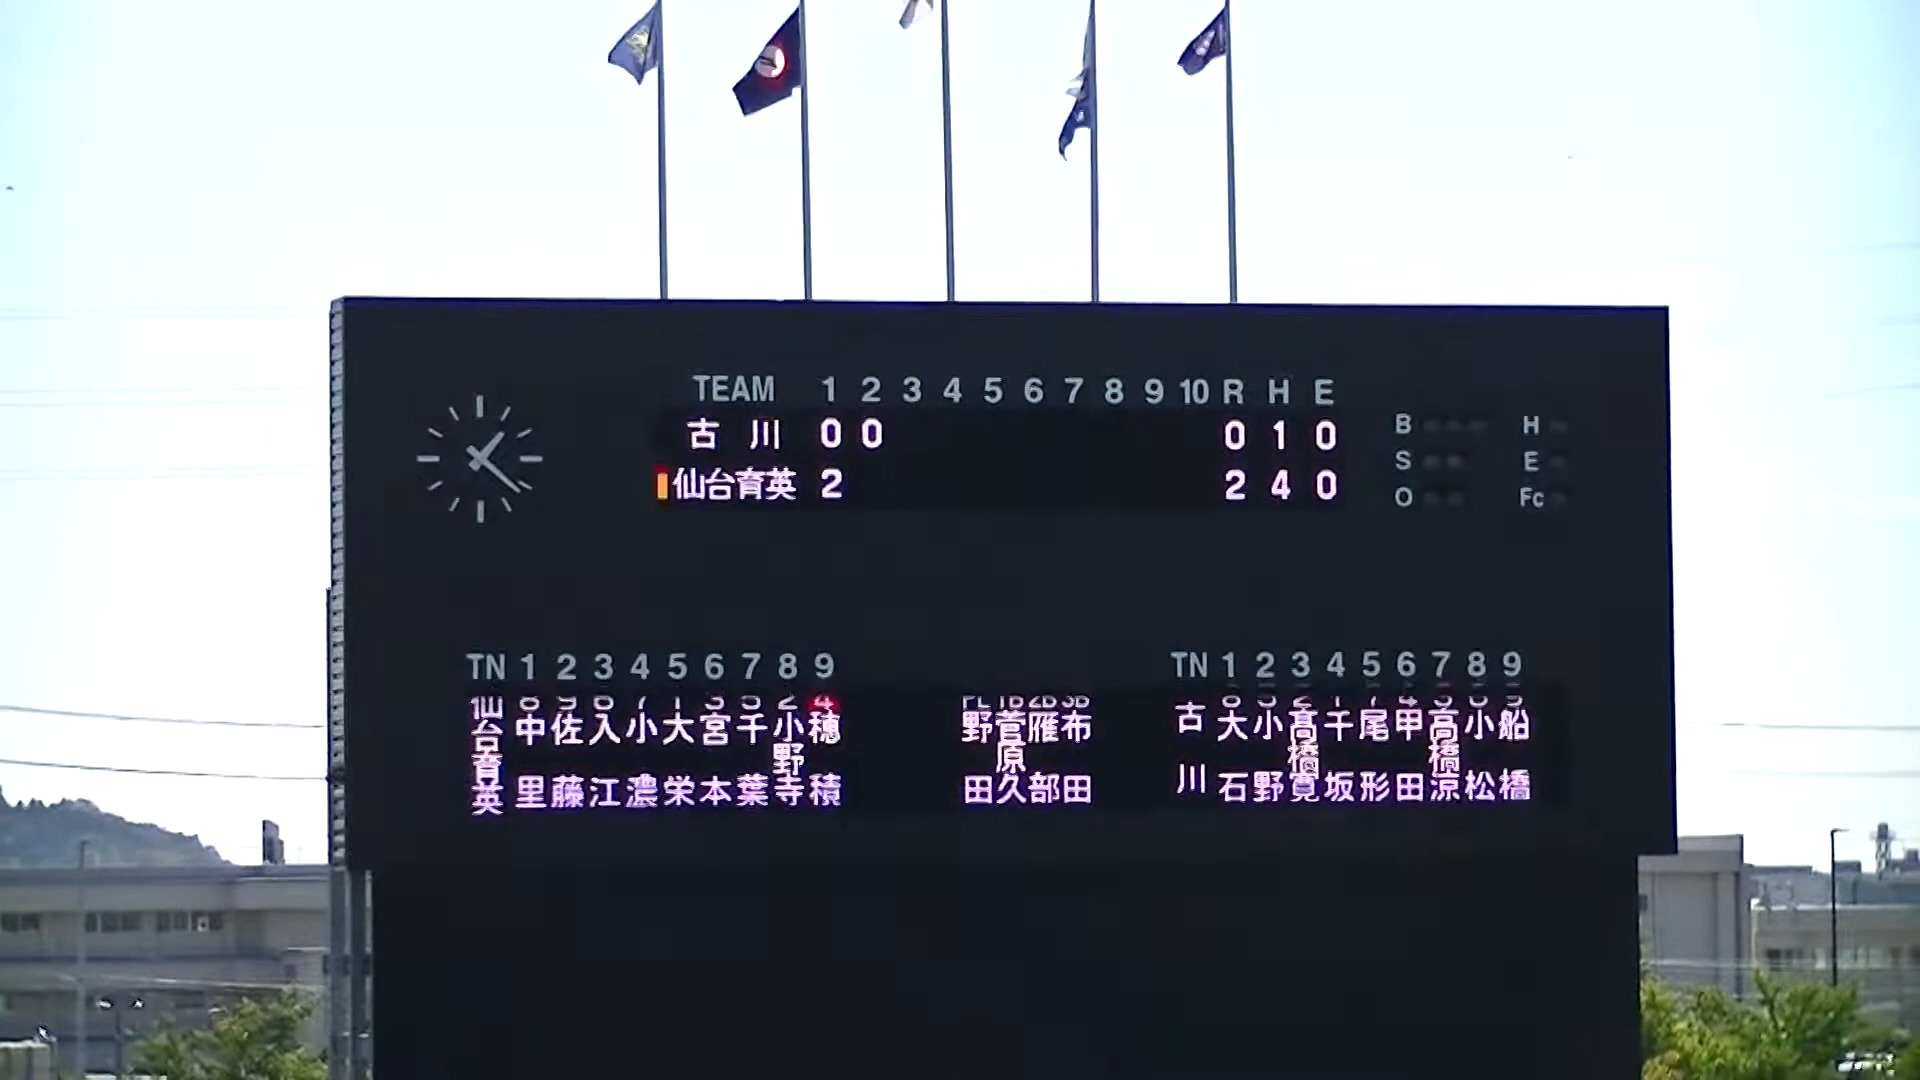 TEAM 1 2 3 4 5 6 7 8 9 10 R H E
古川 0 0 0 1 0
仙台育英 2 2 4 0
B H
S E
O Fc
TN 1 2 3 4 5 6 7 8 9
仙台育英 中里 佐藤 入江 小濃 大栄 宮本 千葉 小野寺 穂積
PL 1B 2B 3B
野田 菅原久 雁部 布田
TN 1 2 3 4 5 6 7 8 9
古川 大石 小野 髙橋寛 千坂 尾形 甲田 高橋涼 小松 船橋